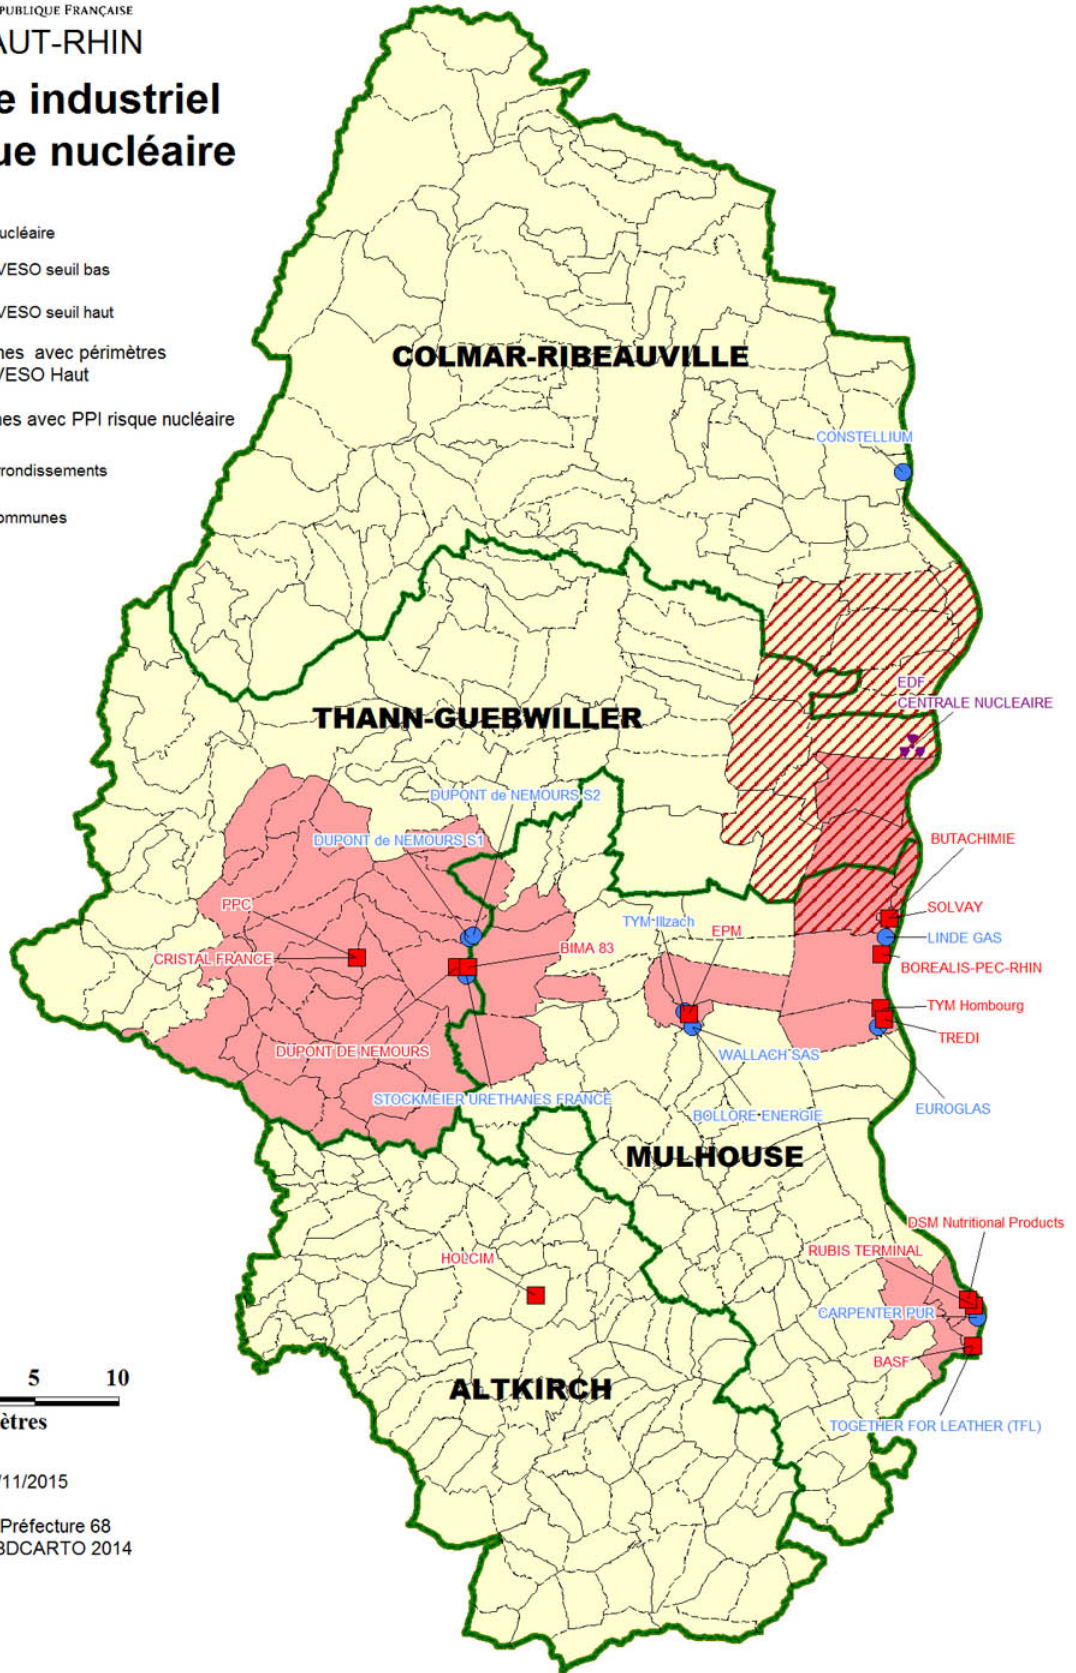 PUBLIQUE FRANÇAISE
AUT-RHIN
e industriel
ue nucléaire
ucléaire
VESO seuil bas
VESO seuil haut
nes avec périmètres
VESO Haut
nes avec PPI risque nucléaire
rrondissements
ommunes
COLMAR-RIBEAUVILLE
CONSTELLIUM
EDF
CENTRALE NUCLEAIRE
THANN-GUEBWILLER
DUPONT de NEMOURS S2
DUPONT de NEMOURS S1
BUTACHIMIE
PPC
SOLVAY
TYM Illzach
EPM
LINDE GAS
BIMA 83
CRISTAL FRANCE
BOREALIS-PEC-RHIN
TYM Hombourg
TREDI
DUPONT DE NEMOURS
WALLACH SAS
STOCKMEIER URETHANES FRANCE
EUROGLAS
BOLLORE ENERGIE
MULHOUSE
DSM Nutritional Products
RUBIS TERMINAL
HOLCIM
CARPENTER PUR
BASF
ALTKIRCH
TOGETHER FOR LEATHER (TFL)
5 10
ètres
/11/2015
Préfecture 68
BDCARTO 2014